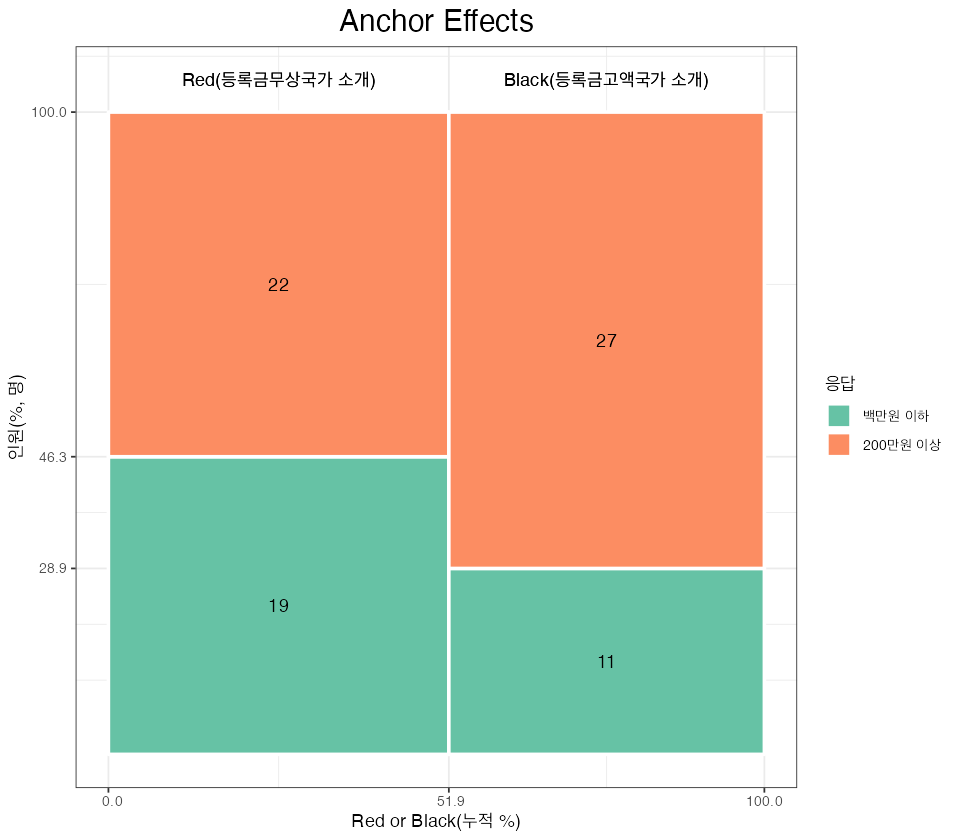 Anchor Effects
Red(등록금무상국가 소개)
Black(등록금고액국가 소개)
100.0
46.3
28.9
인원(%, 명)
22
27
19
11
0.0
51.9
100.0
Red or Black(누적 %)
응답
백만원 이하
200만원 이상